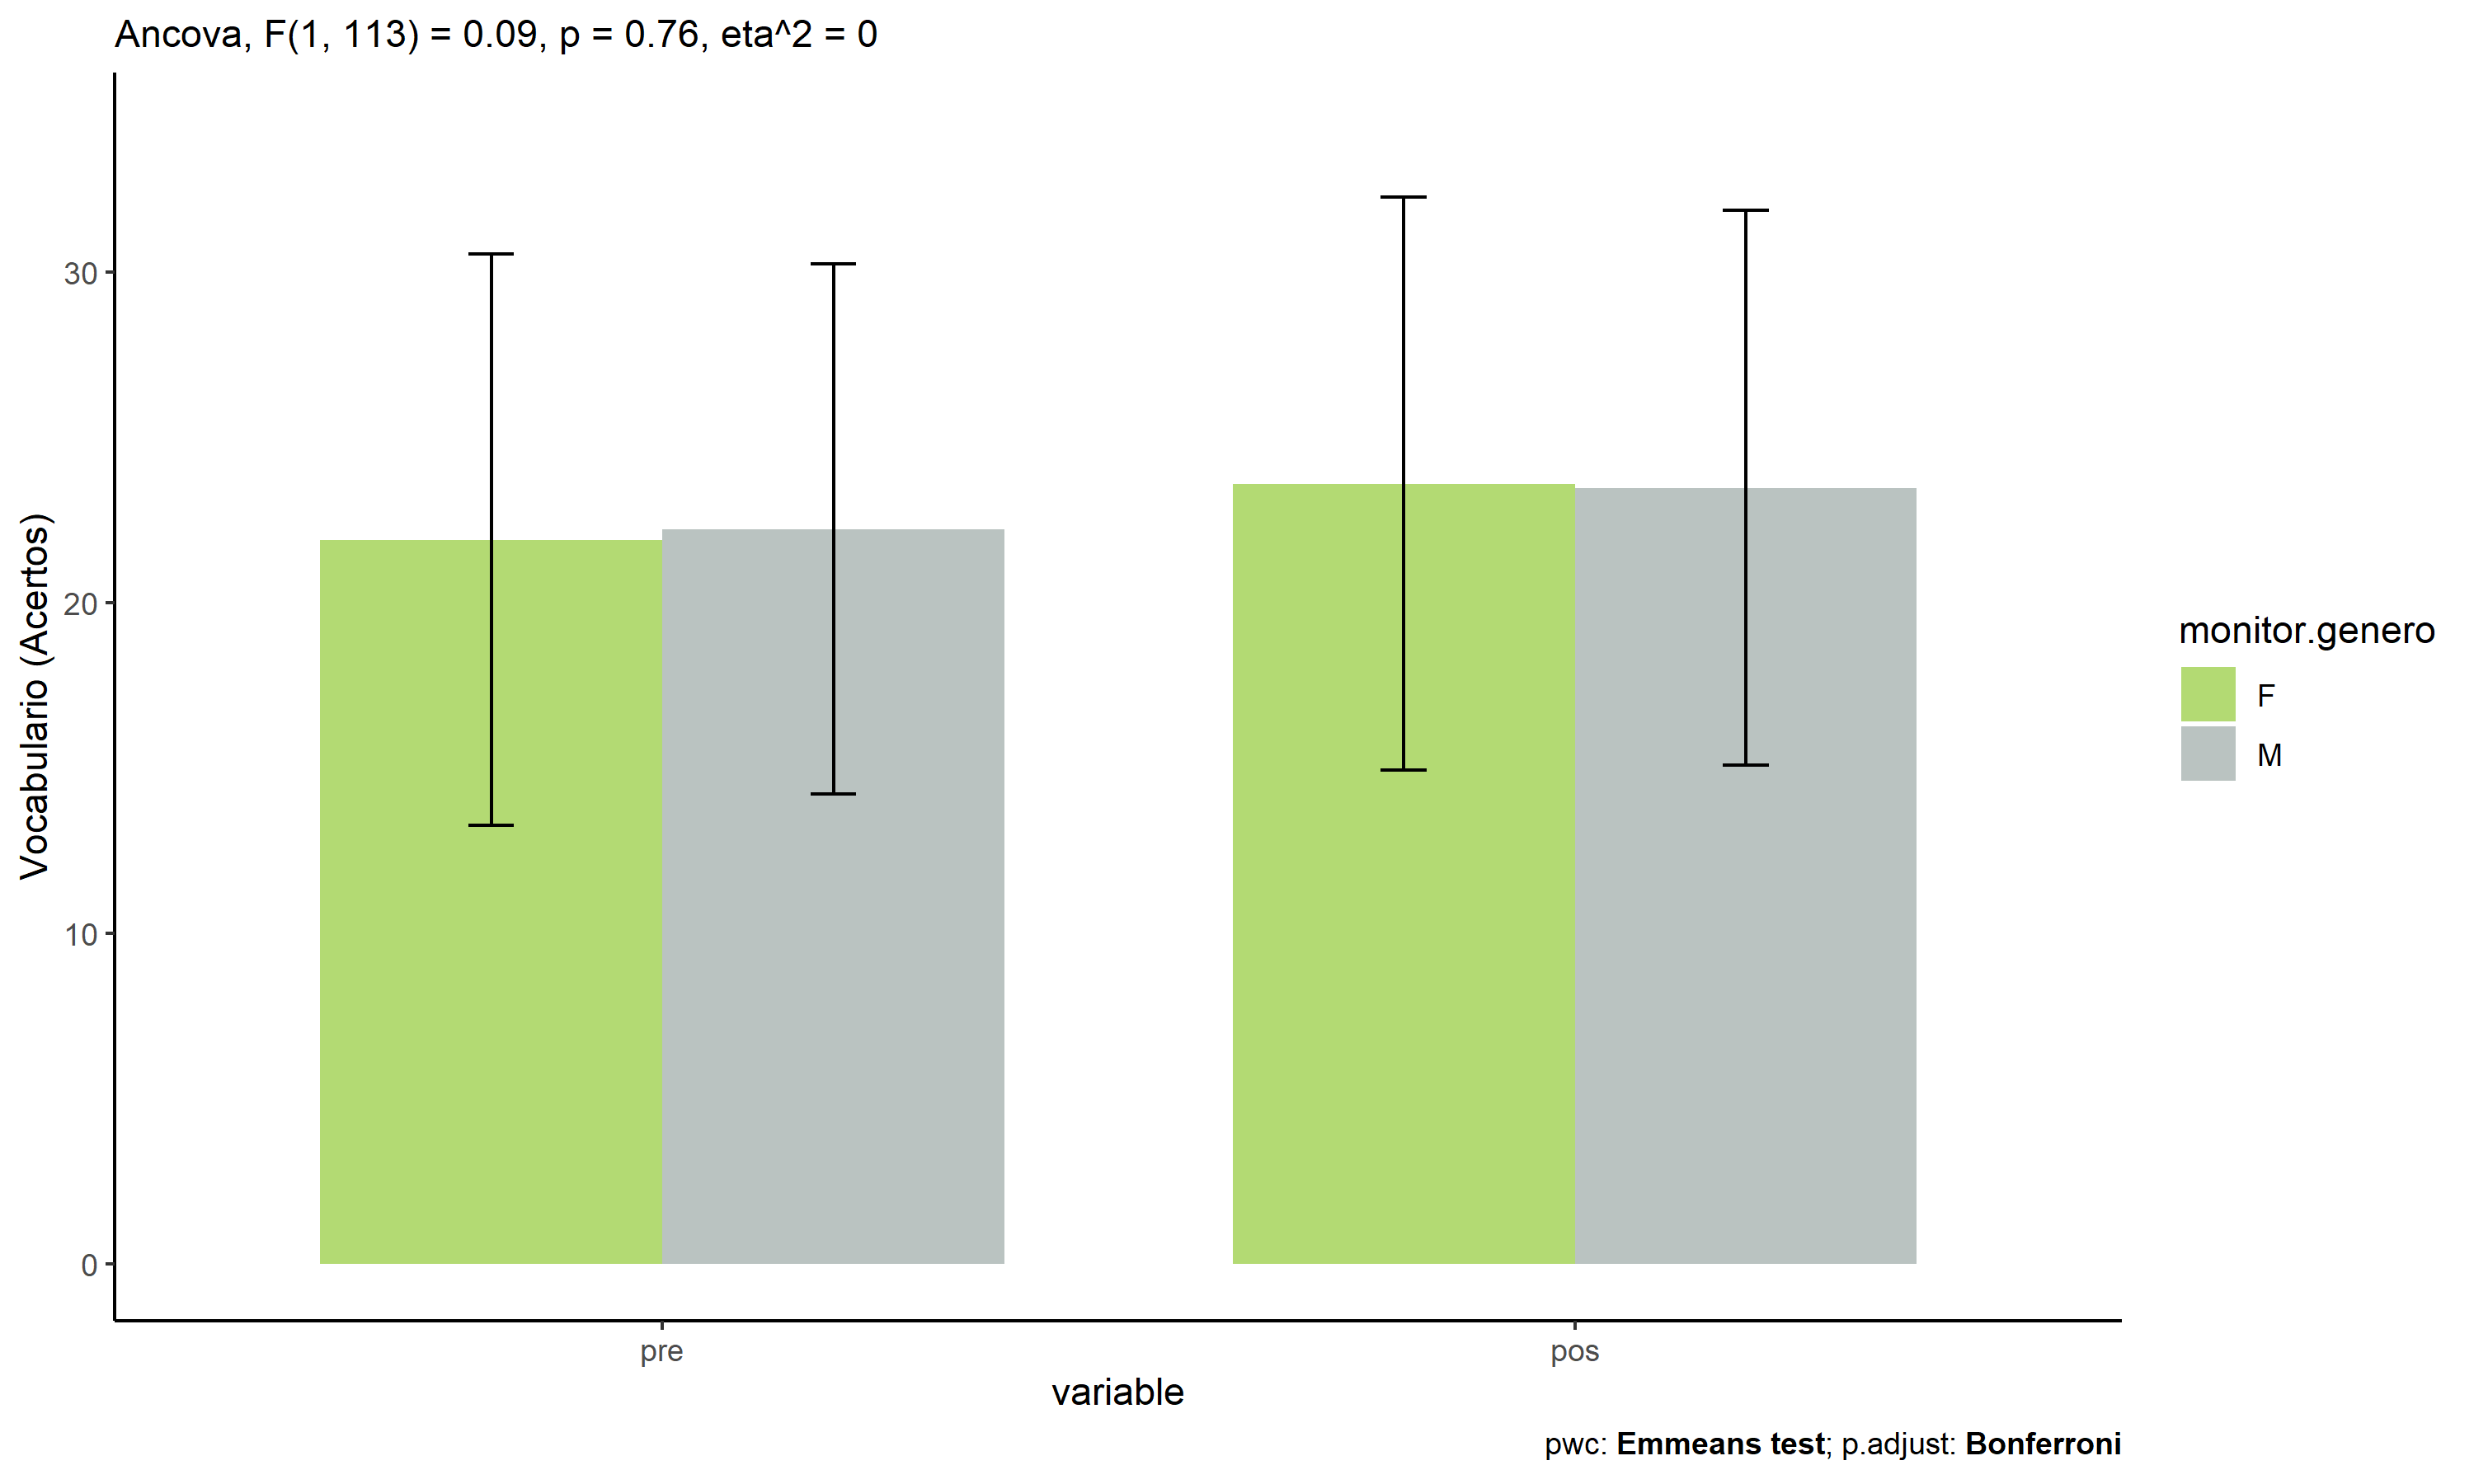 Ancova, F(1, 113) = 0.09, p = 0.76, eta^2 = 0
Vocabulario (Acertos)
30
20
10
0
pre
pos
variable
monitor.genero
F
M
pwc: Emmeans test; p.adjust: Bonferroni